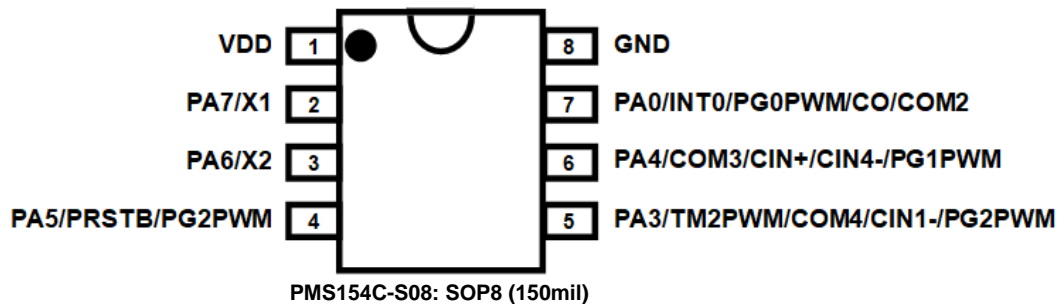 VDD 1 8 GND
PA7/X1 2 7 PA0/INT0/PG0PWM/CO/COM2
PA6/X2 3 6 PA4/COM3/CIN+/CIN4-/PG1PWM
PA5/PRSTB/PG2PWM 4 5 PA3/TM2PWM/COM4/CIN1-/PG2PWM
PMS154C-S08: SOP8 (150mil)